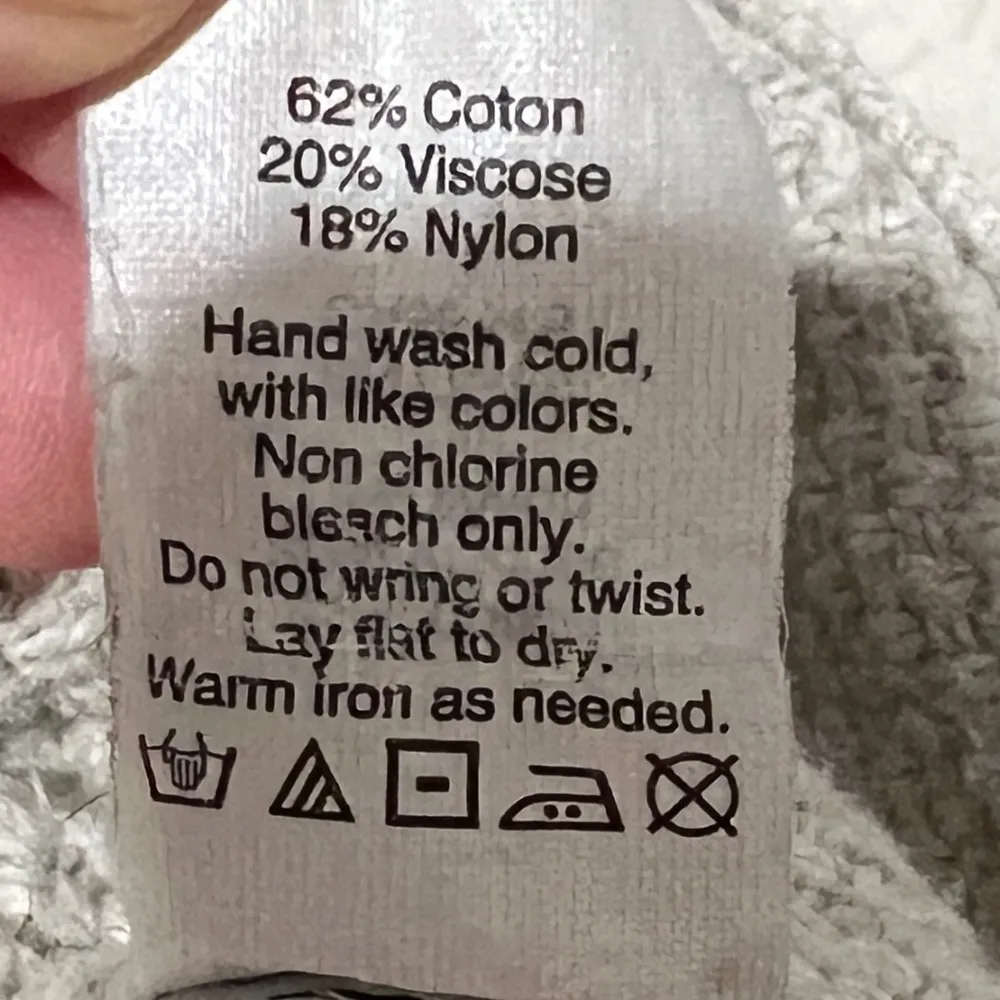 62% Coton
20% Viscose
18% Nylon
Hand wash cold,
with like colors.
Non chlorine
bleach only.
Do not wring or twist.
Lay flat to dry.
Warm iron as needed.